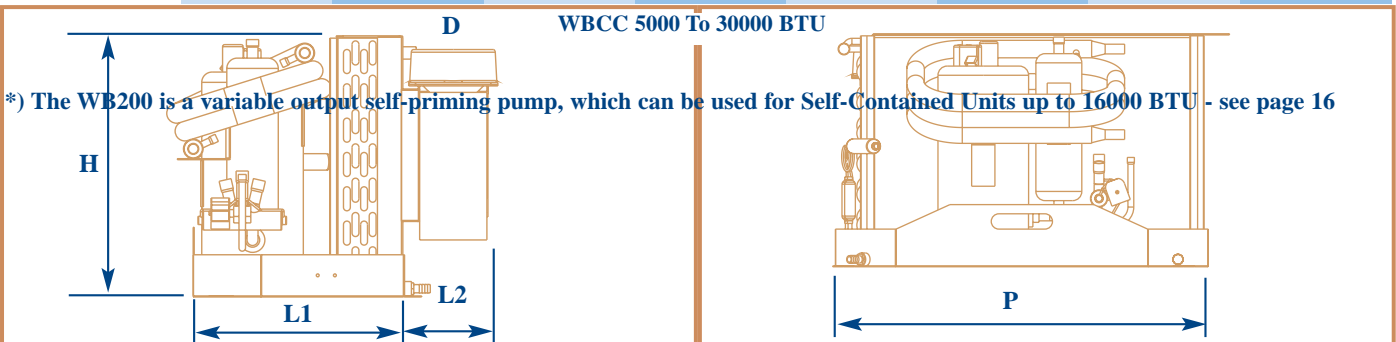 D
WBCC 5000 To 30000 BTU
*) The WB200 is a variable output self-priming pump, which can be used for Self-Contained Units up to 16000 BTU - see page 16
H
L1
L2
P